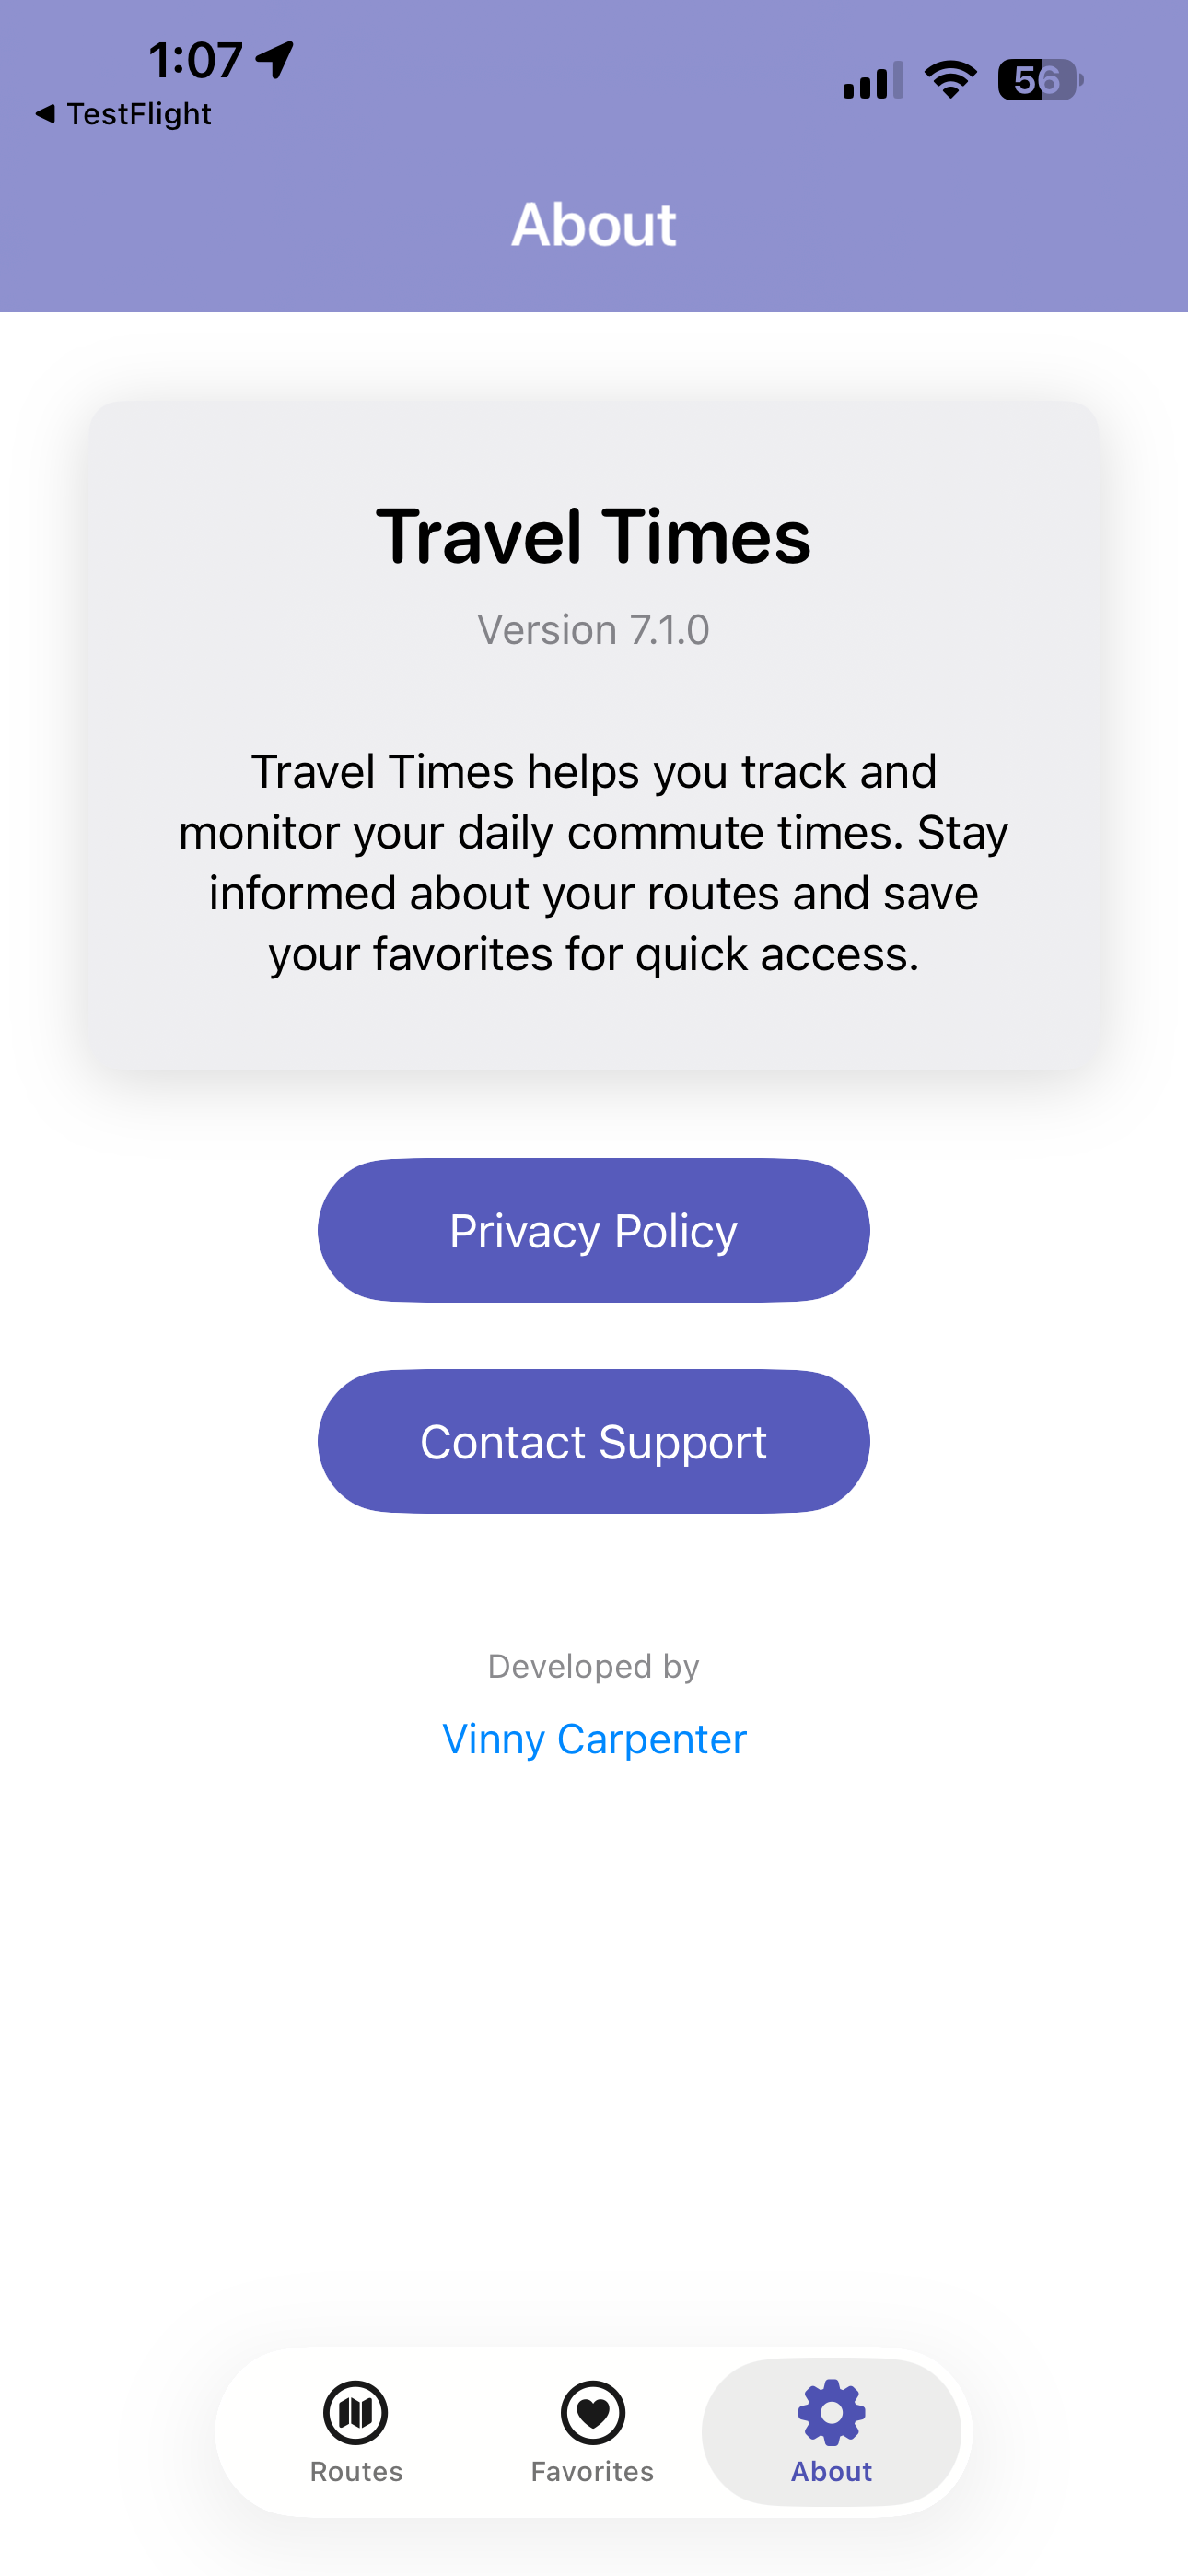 1:07
TestFlight
56
About
Travel Times
Version 7.1.0
Travel Times helps you track and
monitor your daily commute times. Stay
informed about your routes and save
your favorites for quick access.
Privacy Policy
Contact Support
Developed by
Vinny Carpenter
Routes
Favorites
About